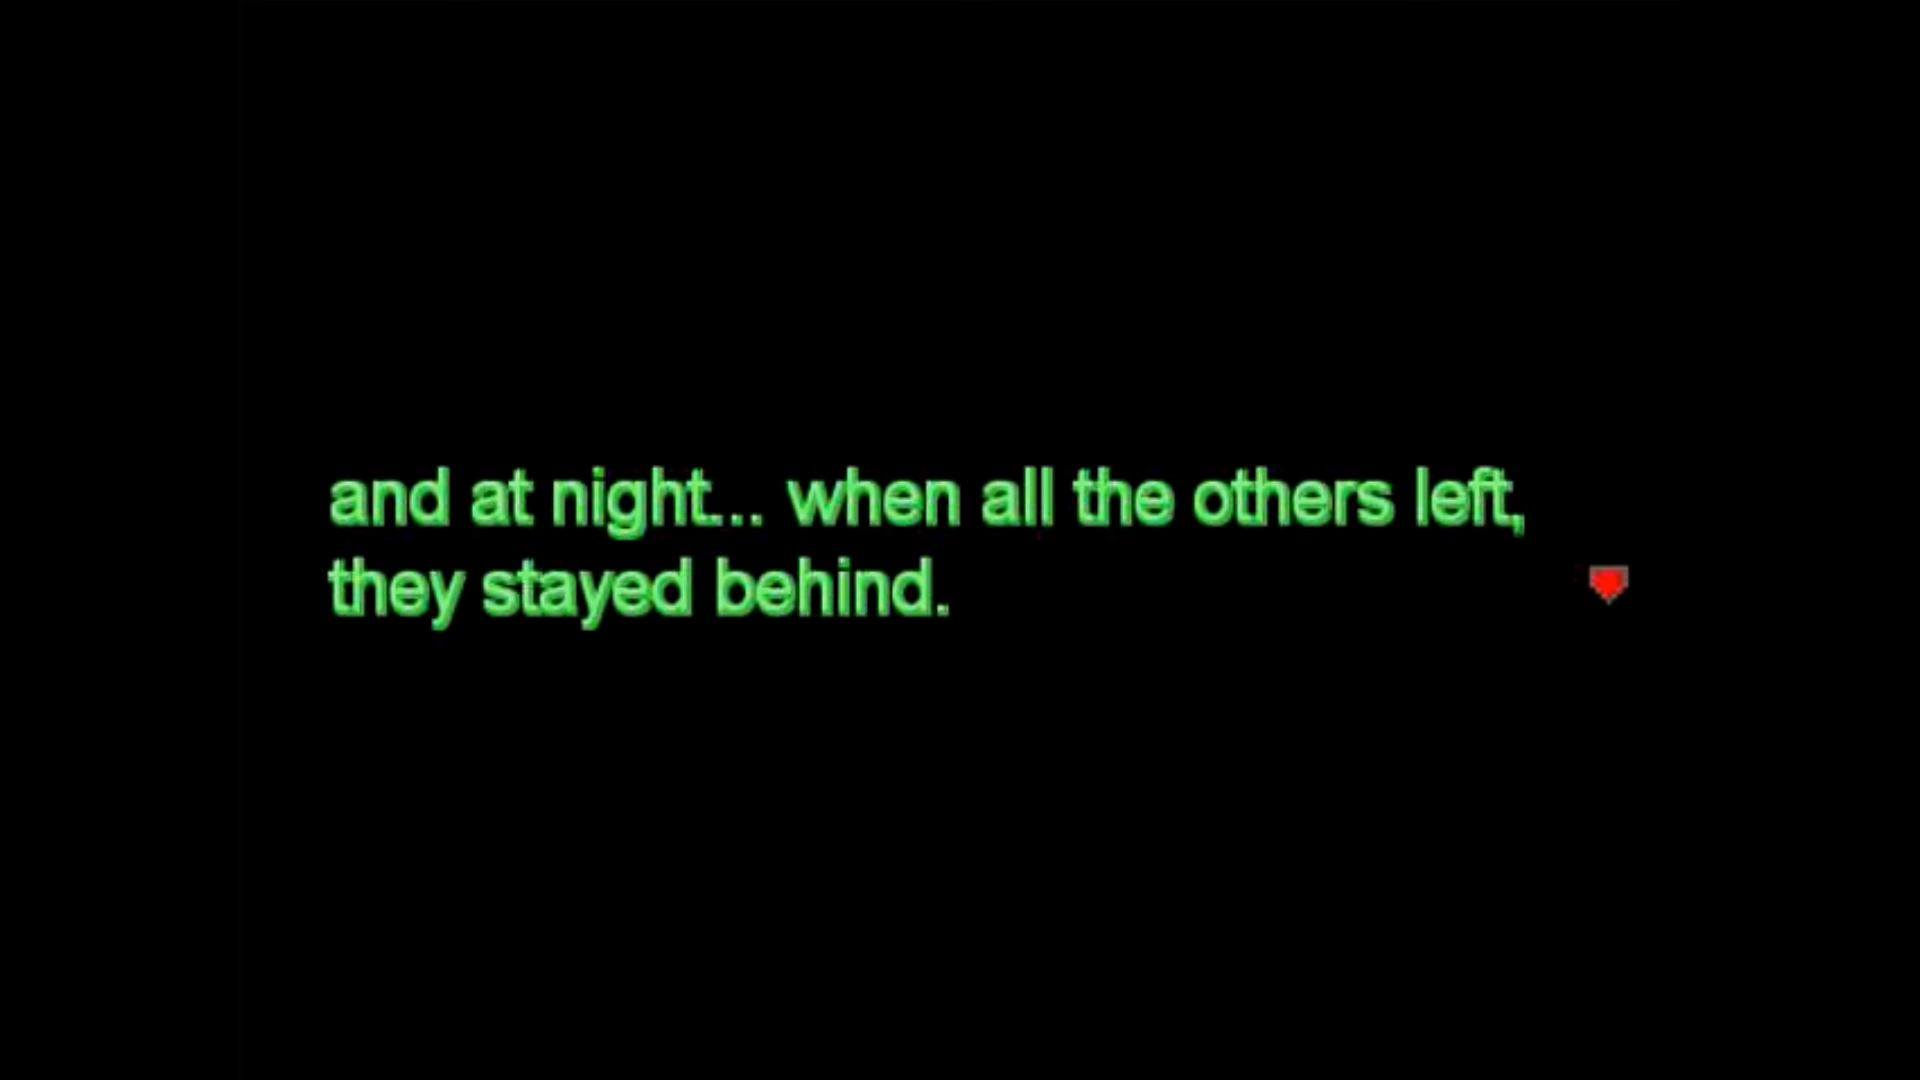 and at night... when all the others left,
they stayed behind.